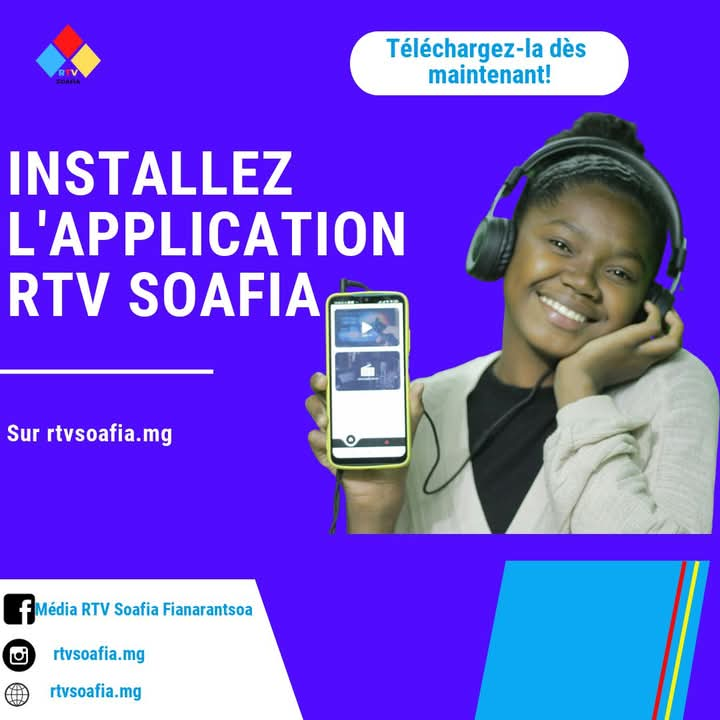 RTV
SOAFIA
Téléchargez-la dès
maintenant!
INSTALLEZ
L'APPLICATION
RTV SOAFIA
Sur rtvsoafia.mg
Média RTV Soafia Fianarantsoa
rtvsoafia.mg
rtvsoafia.mg